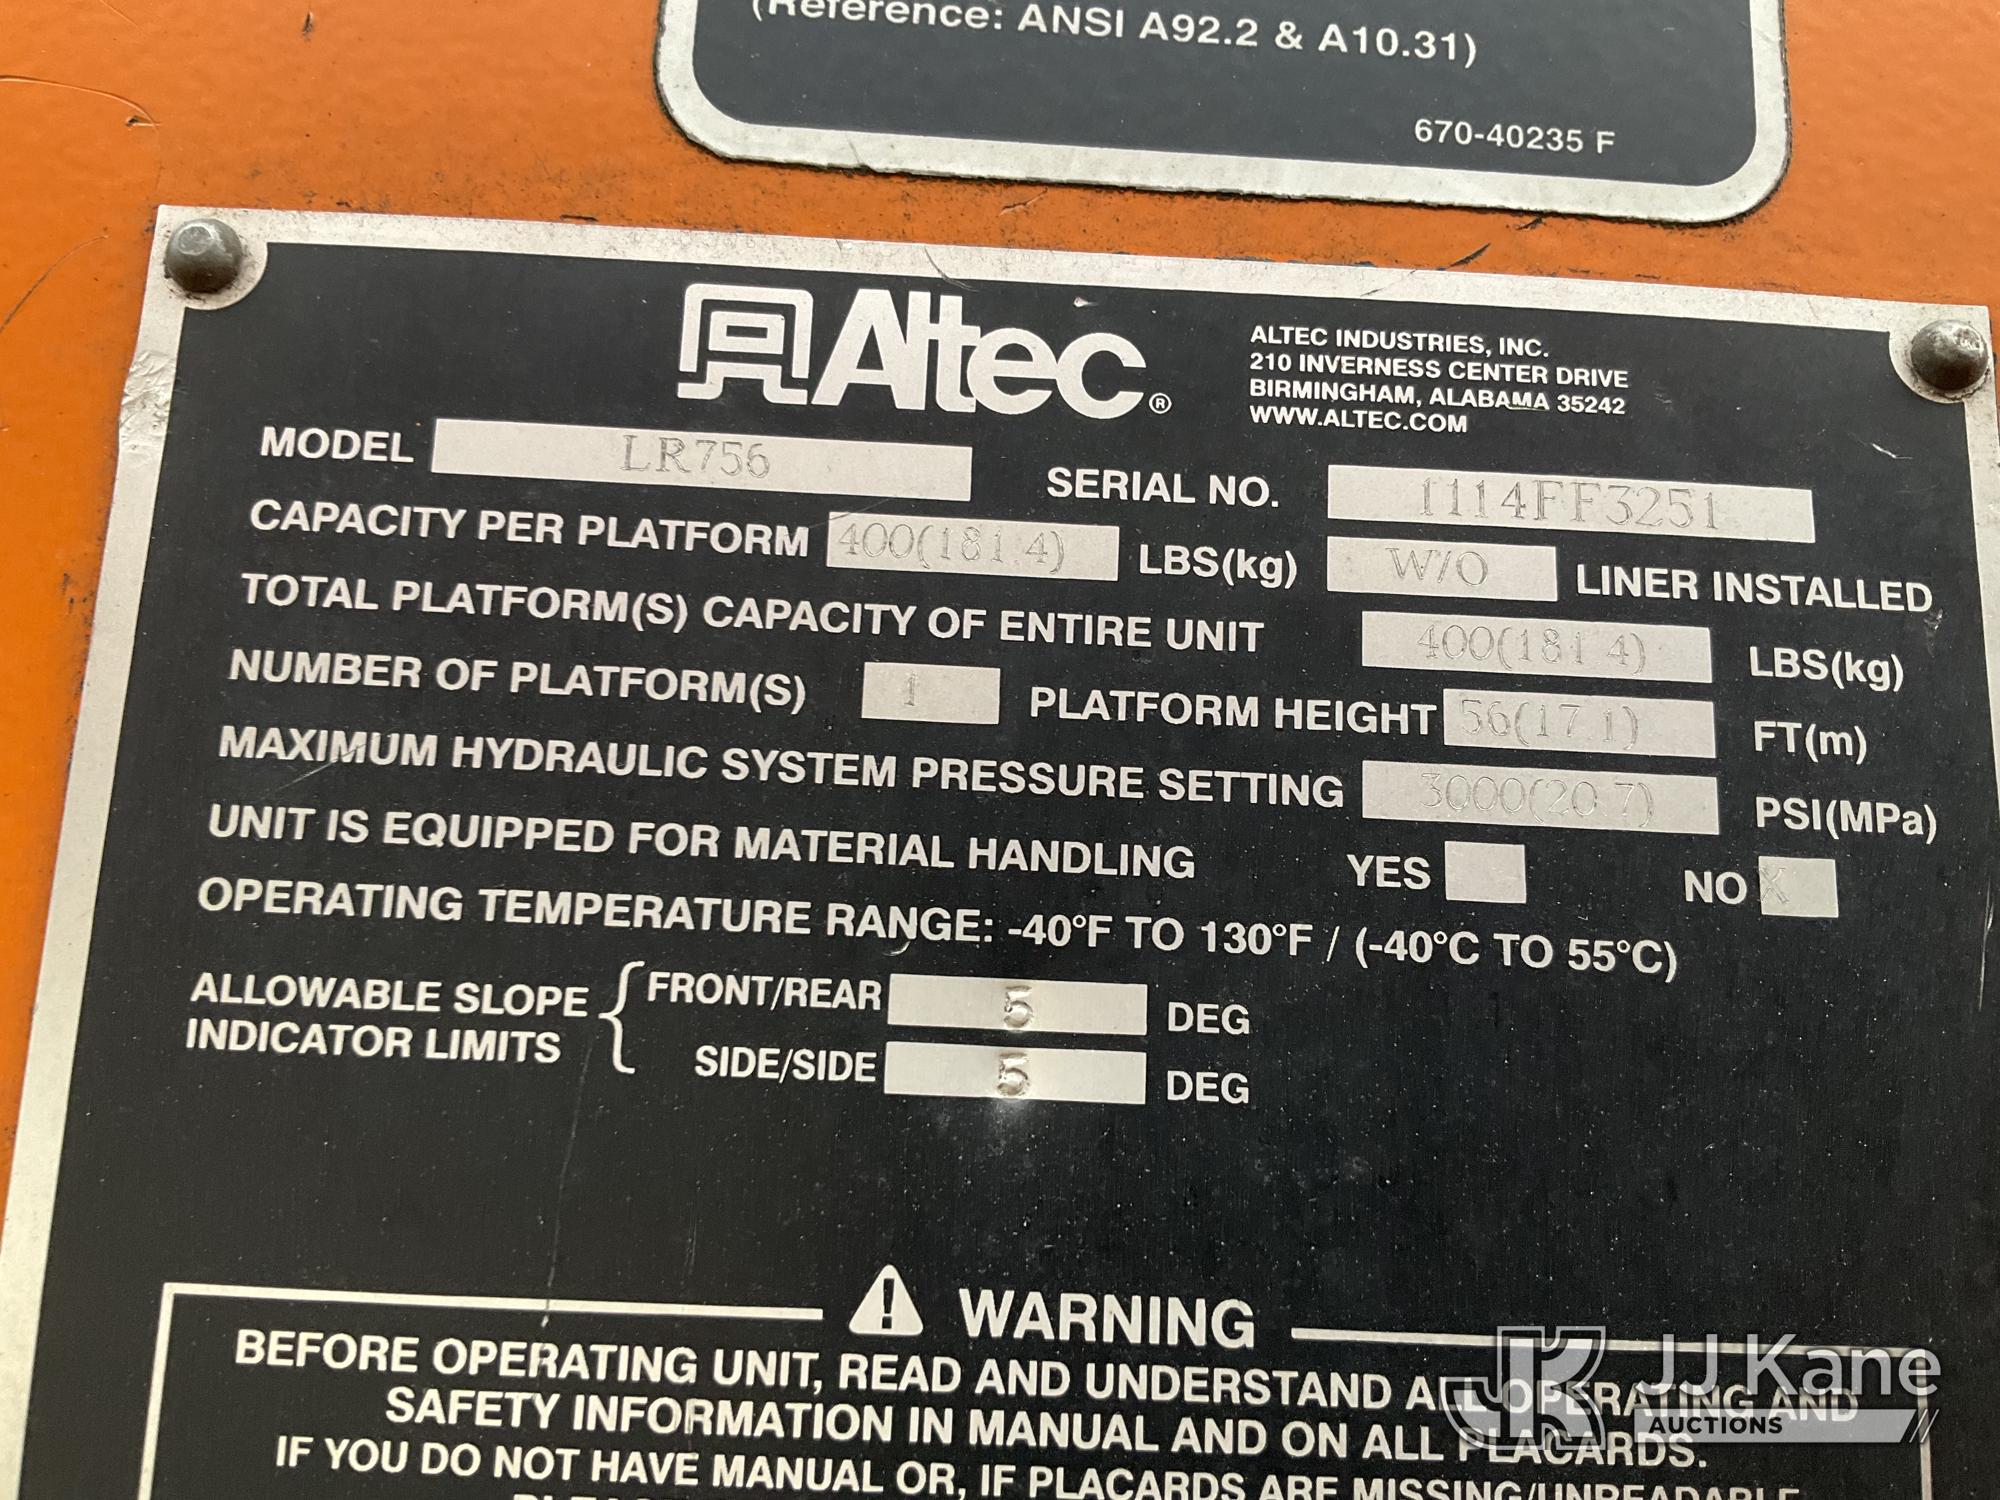 (Reference: ANSI A92.2 & A10.31)
670-40235 F
Altec®
ALTEC INDUSTRIES, INC.
210 INVERNESS CENTER DRIVE
BIRMINGHAM, ALABAMA 35242
WWW.ALTEC.COM
MODEL LR756 SERIAL NO. 1114FF3251
CAPACITY PER PLATFORM 400(181.4) LBS(kg) W/O LINER INSTALLED
TOTAL PLATFORM(S) CAPACITY OF ENTIRE UNIT 400(181.4) LBS(kg)
NUMBER OF PLATFORM(S) 1 PLATFORM HEIGHT 56(17.1) FT(m)
MAXIMUM HYDRAULIC SYSTEM PRESSURE SETTING 3000(20.7) PSI(MPa)
UNIT IS EQUIPPED FOR MATERIAL HANDLING YES NO X
OPERATING TEMPERATURE RANGE: -40°F TO 130°F / (-40°C TO 55°C)
ALLOWABLE SLOPE INDICATOR LIMITS
FRONT/REAR 5 DEG
SIDE/SIDE 5 DEG
WARNING
BEFORE OPERATING UNIT, READ AND UNDERSTAND ALL OPERATING AND
SAFETY INFORMATION IN MANUAL AND ON ALL PLACARDS.
IF YOU DO NOT HAVE MANUAL OR, IF PLACARDS ARE MISSING/UNREADABLE
JJKane
AUCTIONS